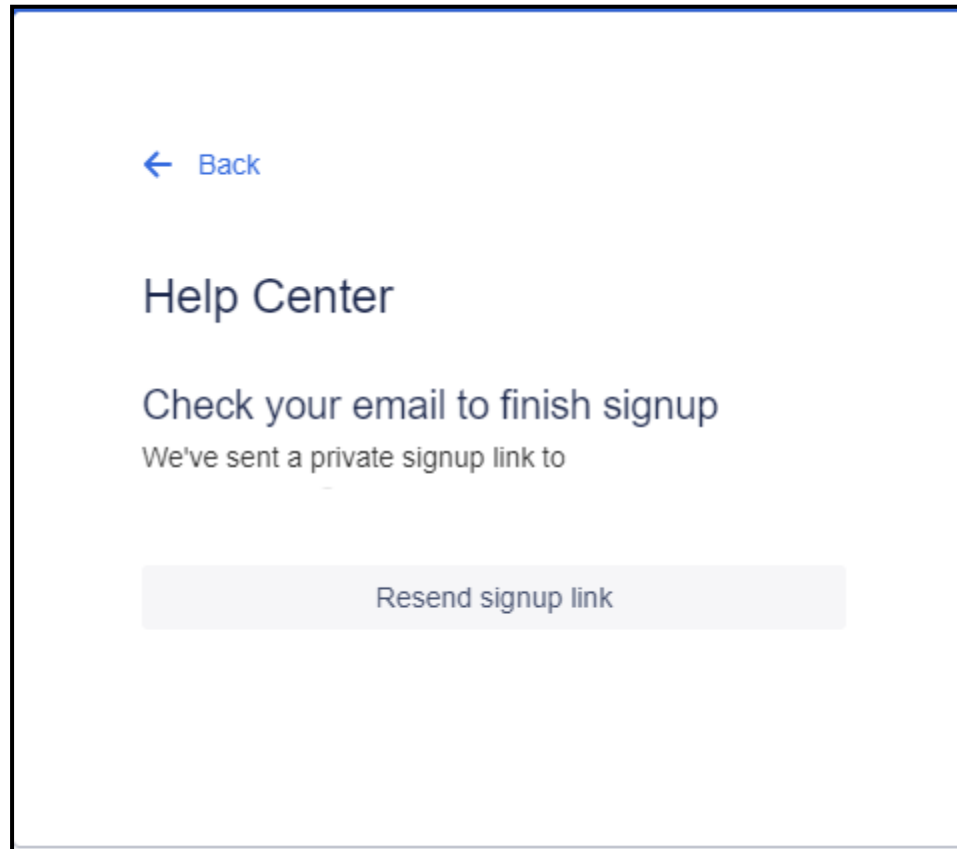 ← Back
Help Center
Check your email to finish signup
We've sent a private signup link to
Resend signup link